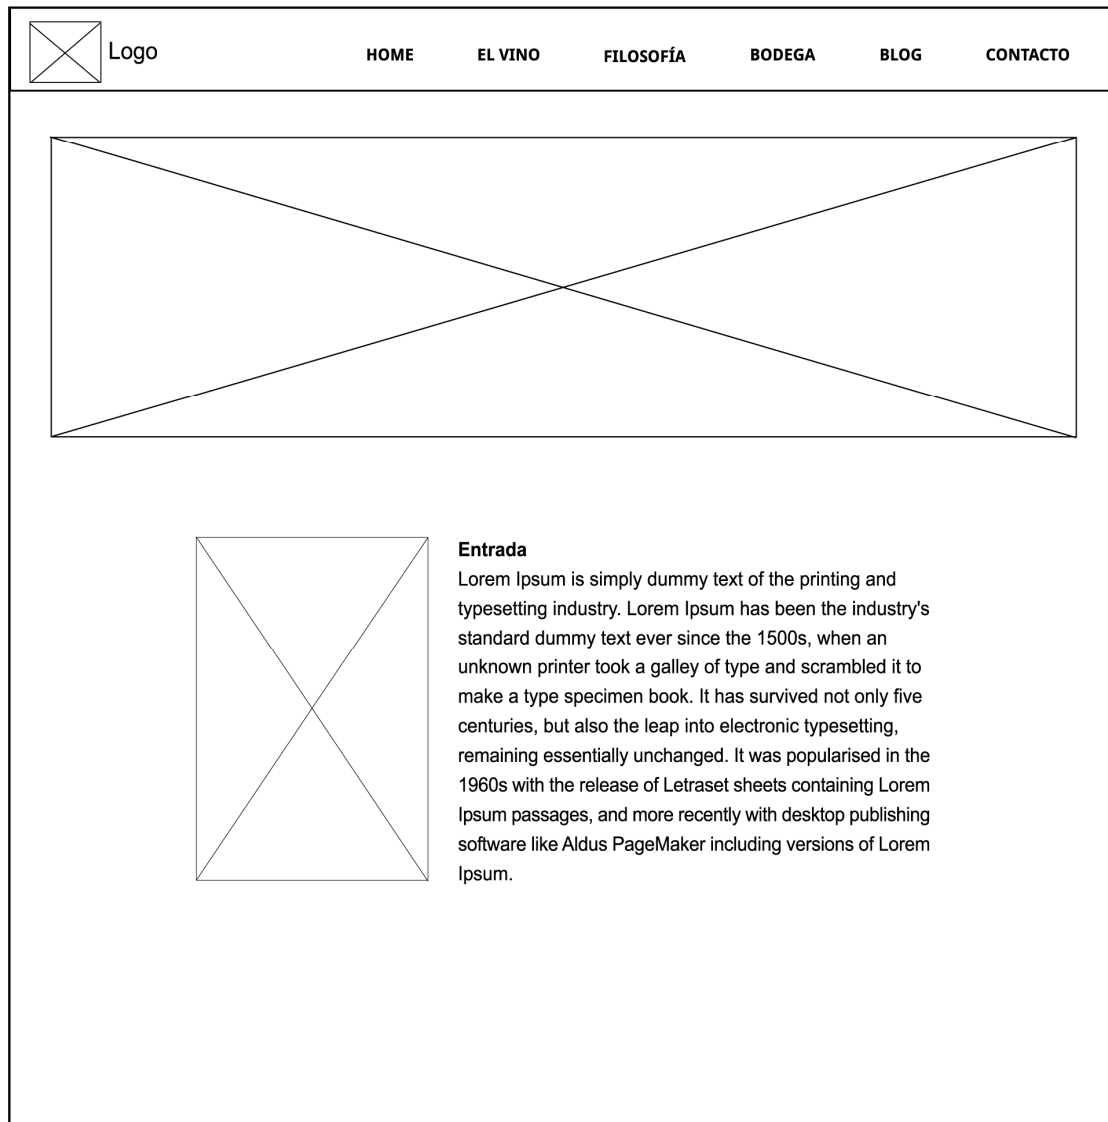 Logo
HOME EL VINO FILOSOFÍA BODEGA BLOG CONTACTO
Entrada
Lorem Ipsum is simply dummy text of the printing and
typesetting industry. Lorem Ipsum has been the industry's
standard dummy text ever since the 1500s, when an
unknown printer took a galley of type and scrambled it to
make a type specimen book. It has survived not only five
centuries, but also the leap into electronic typesetting,
remaining essentially unchanged. It was popularised in the
1960s with the release of Letraset sheets containing Lorem
Ipsum passages, and more recently with desktop publishing
software like Aldus PageMaker including versions of Lorem
Ipsum.